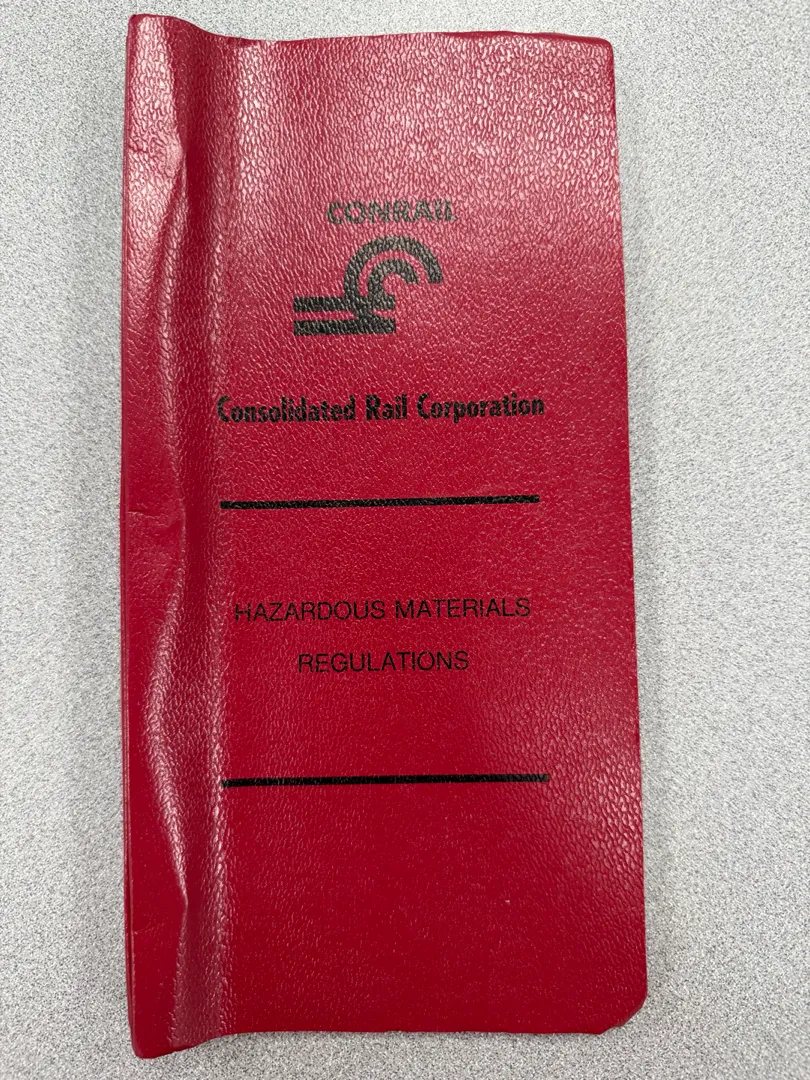 CONRAIL
Consolidated Rail Corporation
HAZARDOUS MATERIALS
REGULATIONS